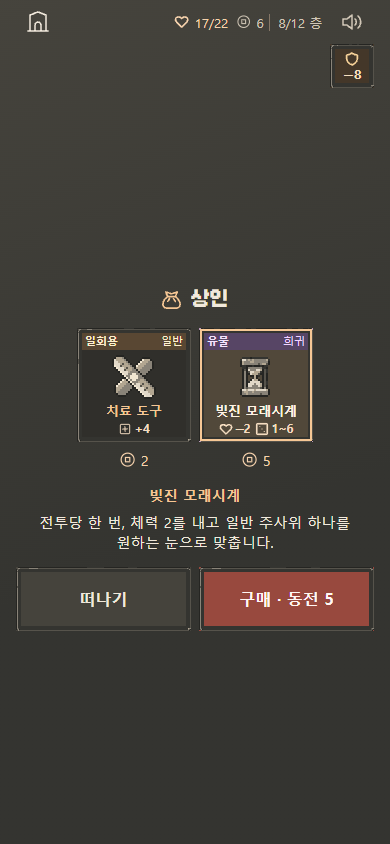 17/22 6 8/12 층
–8
상인
일회용 일반 유물 희귀
치료 도구 빚진 모래시계
+4 –2 1~6
2 5
빚진 모래시계
전투당 한 번, 체력 2를 내고 일반 주사위 하나를
원하는 눈으로 맞춥니다.
떠나기 구매 · 동전 5